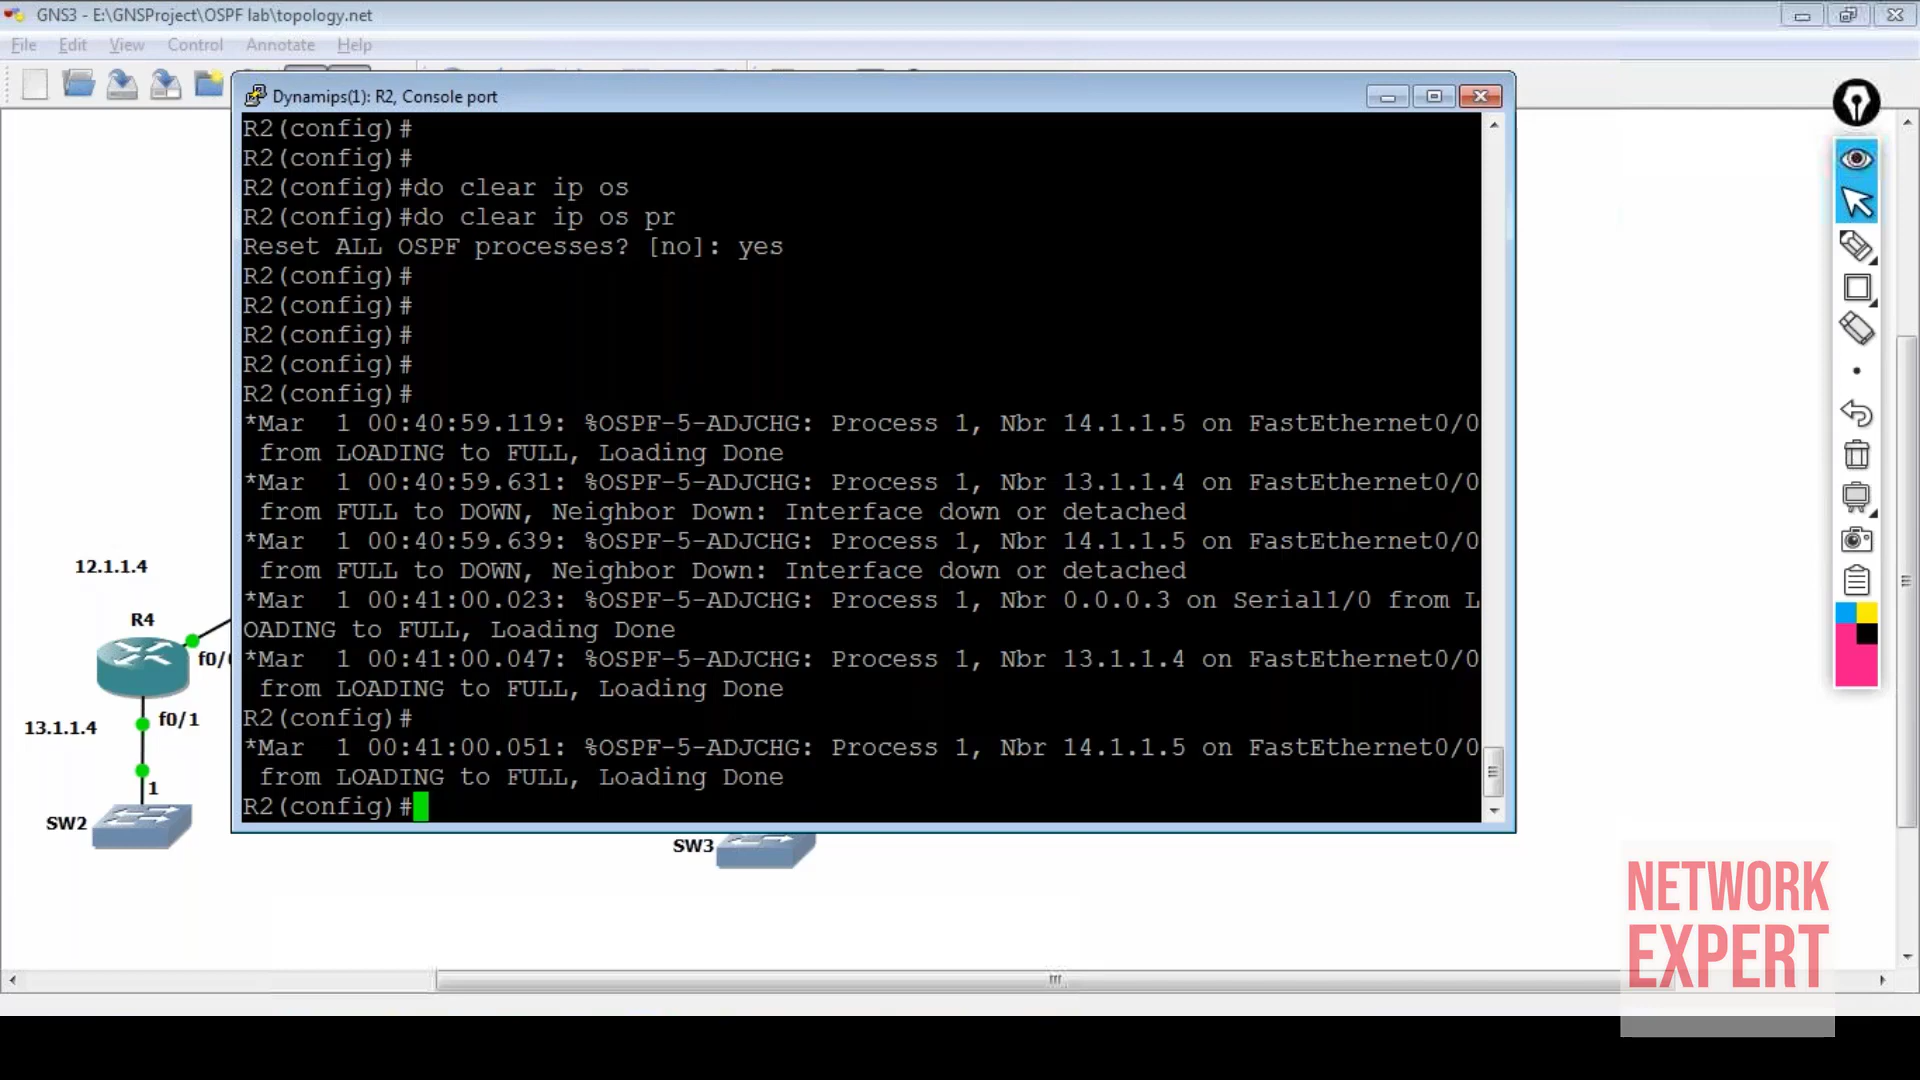 GNS3 - E:\GNSProject\OSPF lab\topology.net
File Edit View Control Annotate Help
Dynamips(1): R2, Console port
R2(config)#
R2(config)#
R2(config)#do clear ip os
R2(config)#do clear ip os pr
Reset ALL OSPF processes? [no]: yes
R2(config)#
R2(config)#
R2(config)#
R2(config)#
R2(config)#
*Mar  1 00:40:59.119: %OSPF-5-ADJCHG: Process 1, Nbr 14.1.1.5 on FastEthernet0/0
 from LOADING to FULL, Loading Done
*Mar  1 00:40:59.631: %OSPF-5-ADJCHG: Process 1, Nbr 13.1.1.4 on FastEthernet0/0
 from FULL to DOWN, Neighbor Down: Interface down or detached
*Mar  1 00:40:59.639: %OSPF-5-ADJCHG: Process 1, Nbr 14.1.1.5 on FastEthernet0/0
 from FULL to DOWN, Neighbor Down: Interface down or detached
*Mar  1 00:41:00.023: %OSPF-5-ADJCHG: Process 1, Nbr 0.0.0.3 on Serial1/0 from L
OADING to FULL, Loading Done
*Mar  1 00:41:00.047: %OSPF-5-ADJCHG: Process 1, Nbr 13.1.1.4 on FastEthernet0/0
 from LOADING to FULL, Loading Done
R2(config)#
*Mar  1 00:41:00.051: %OSPF-5-ADJCHG: Process 1, Nbr 14.1.1.5 on FastEthernet0/0
 from LOADING to FULL, Loading Done
R2(config)#
12.1.1.4
R4
f0/
13.1.1.4
f0/1
1
SW2
SW3
NETWORK
EXPERT